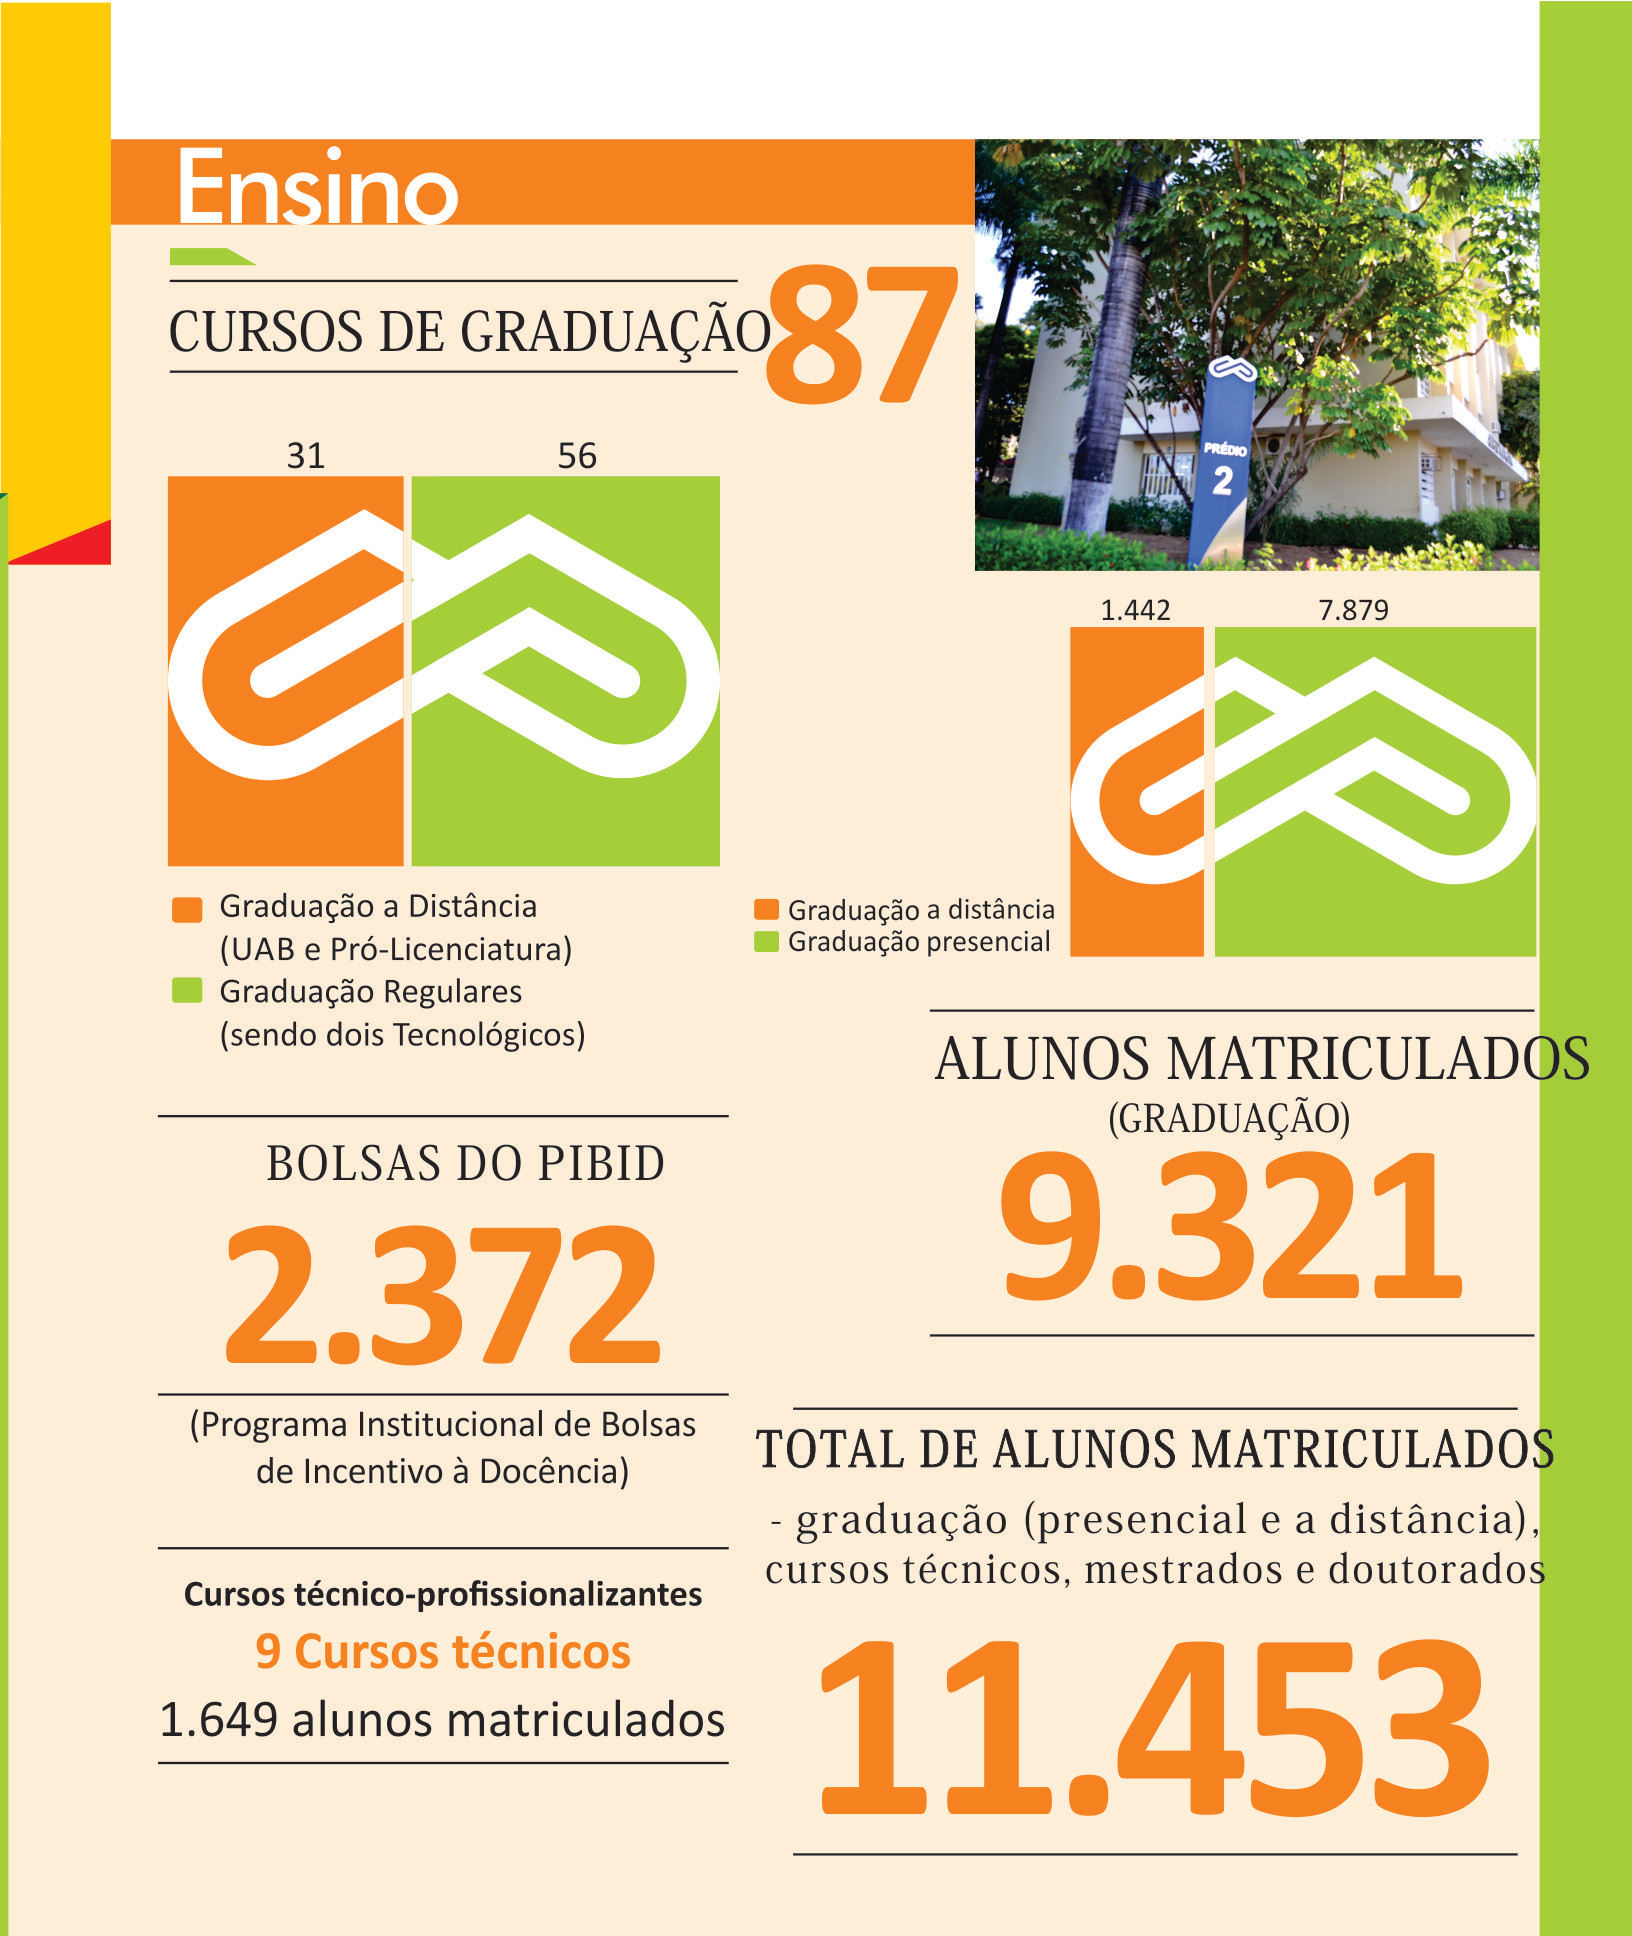 Ensino
CURSOS DE GRADUAÇÃO
87
31
56
Graduação a Distância
(UAB e Pró-Licenciatura)
Graduação Regulares
(sendo dois Tecnológicos)
BOLSAS DO PIBID
2.372
(Programa Institucional de Bolsas
de Incentivo à Docência)
Cursos técnico-profissionalizantes
9 Cursos técnicos
1.649 alunos matriculados
PRÉDIO
2
1.442
7.879
Graduação a distância
Graduação presencial
ALUNOS MATRICULADOS
(GRADUAÇÃO)
9.321
TOTAL DE ALUNOS MATRICULADOS
- graduação (presencial e a distância),
cursos técnicos, mestrados e doutorados
11.453